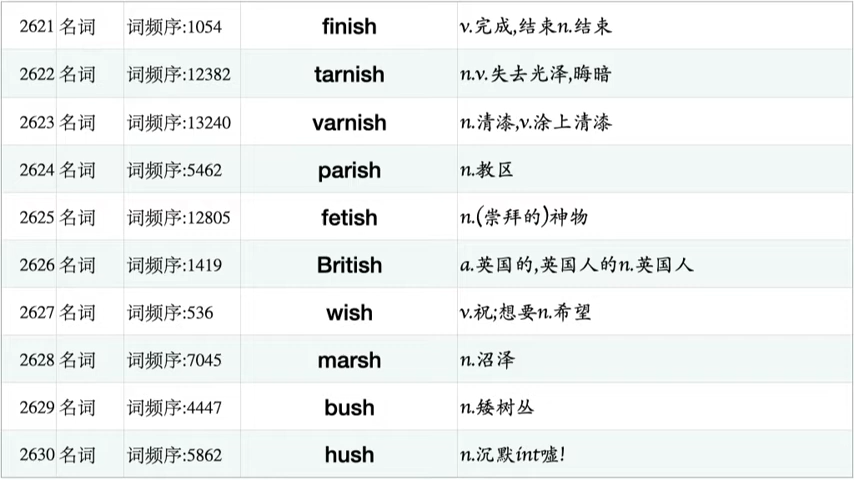 2621 名词 词频序:1054 finish v.完成,结束n.结束
2622 名词 词频序:12382 tarnish n.v.失去光泽,晦暗
2623 名词 词频序:13240 varnish n.清漆,v.涂上清漆
2624 名词 词频序:5462 parish n.教区
2625 名词 词频序:12805 fetish n.(崇拜的)神物
2626 名词 词频序:1419 British a.英国的,英国人的n.英国人
2627 名词 词频序:536 wish v.祝;想要n.希望
2628 名词 词频序:7045 marsh n.沼泽
2629 名词 词频序:4447 bush n.矮树丛
2630 名词 词频序:5862 hush n.沉默int嘘!